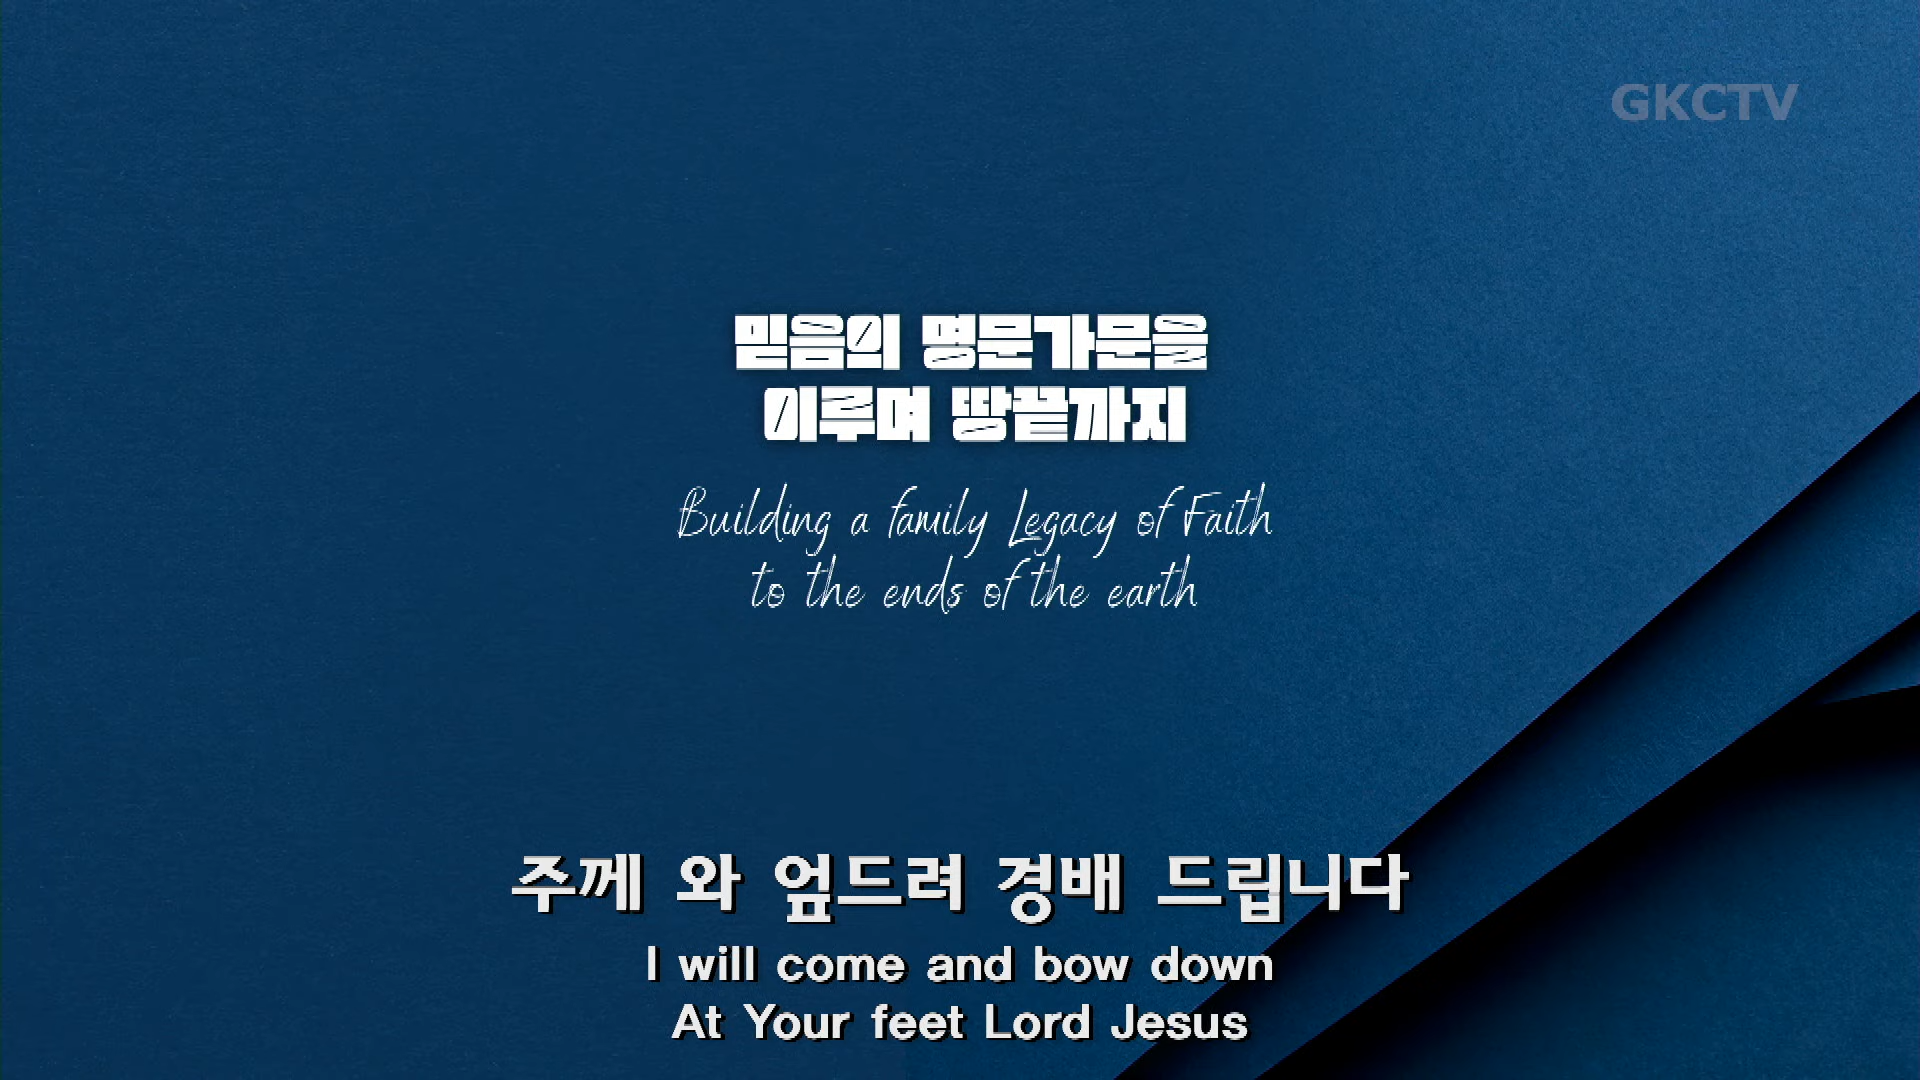 GKCTV
믿음의 명문가문을
이루며 땅끝까지
Building a family Legacy of Faith
to the ends of the earth
주께 와 엎드려 경배 드립니다
I will come and bow down
At Your feet Lord Jesus